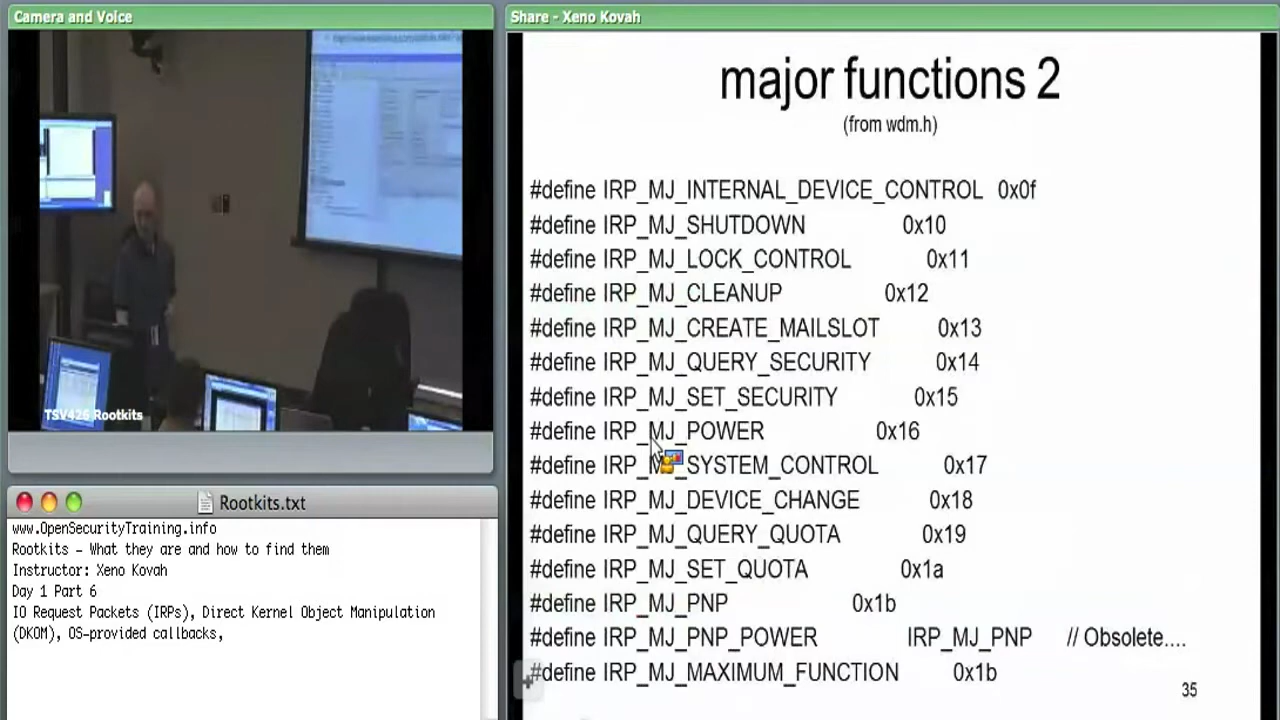 Camera and Voice
TSV426 Rootkits
Rootkits.txt
www.OpenSecurityTraining.info
Rootkits - What they are and how to find them
Instructor: Xeno Kovah
Day 1 Part 6
IO Request Packets (IRPs), Direct Kernel Object Manipulation
(DKOM), OS-provided callbacks,
Share - Xeno Kovah
major functions 2
(from wdm.h)
#define IRP_MJ_INTERNAL_DEVICE_CONTROL 0x0f
#define IRP_MJ_SHUTDOWN 0x10
#define IRP_MJ_LOCK_CONTROL 0x11
#define IRP_MJ_CLEANUP 0x12
#define IRP_MJ_CREATE_MAILSLOT 0x13
#define IRP_MJ_QUERY_SECURITY 0x14
#define IRP_MJ_SET_SECURITY 0x15
#define IRP_MJ_POWER 0x16
#define IRP_MJ_SYSTEM_CONTROL 0x17
#define IRP_MJ_DEVICE_CHANGE 0x18
#define IRP_MJ_QUERY_QUOTA 0x19
#define IRP_MJ_SET_QUOTA 0x1a
#define IRP_MJ_PNP 0x1b
#define IRP_MJ_PNP_POWER IRP_MJ_PNP // Obsolete....
#define IRP_MJ_MAXIMUM_FUNCTION 0x1b
35